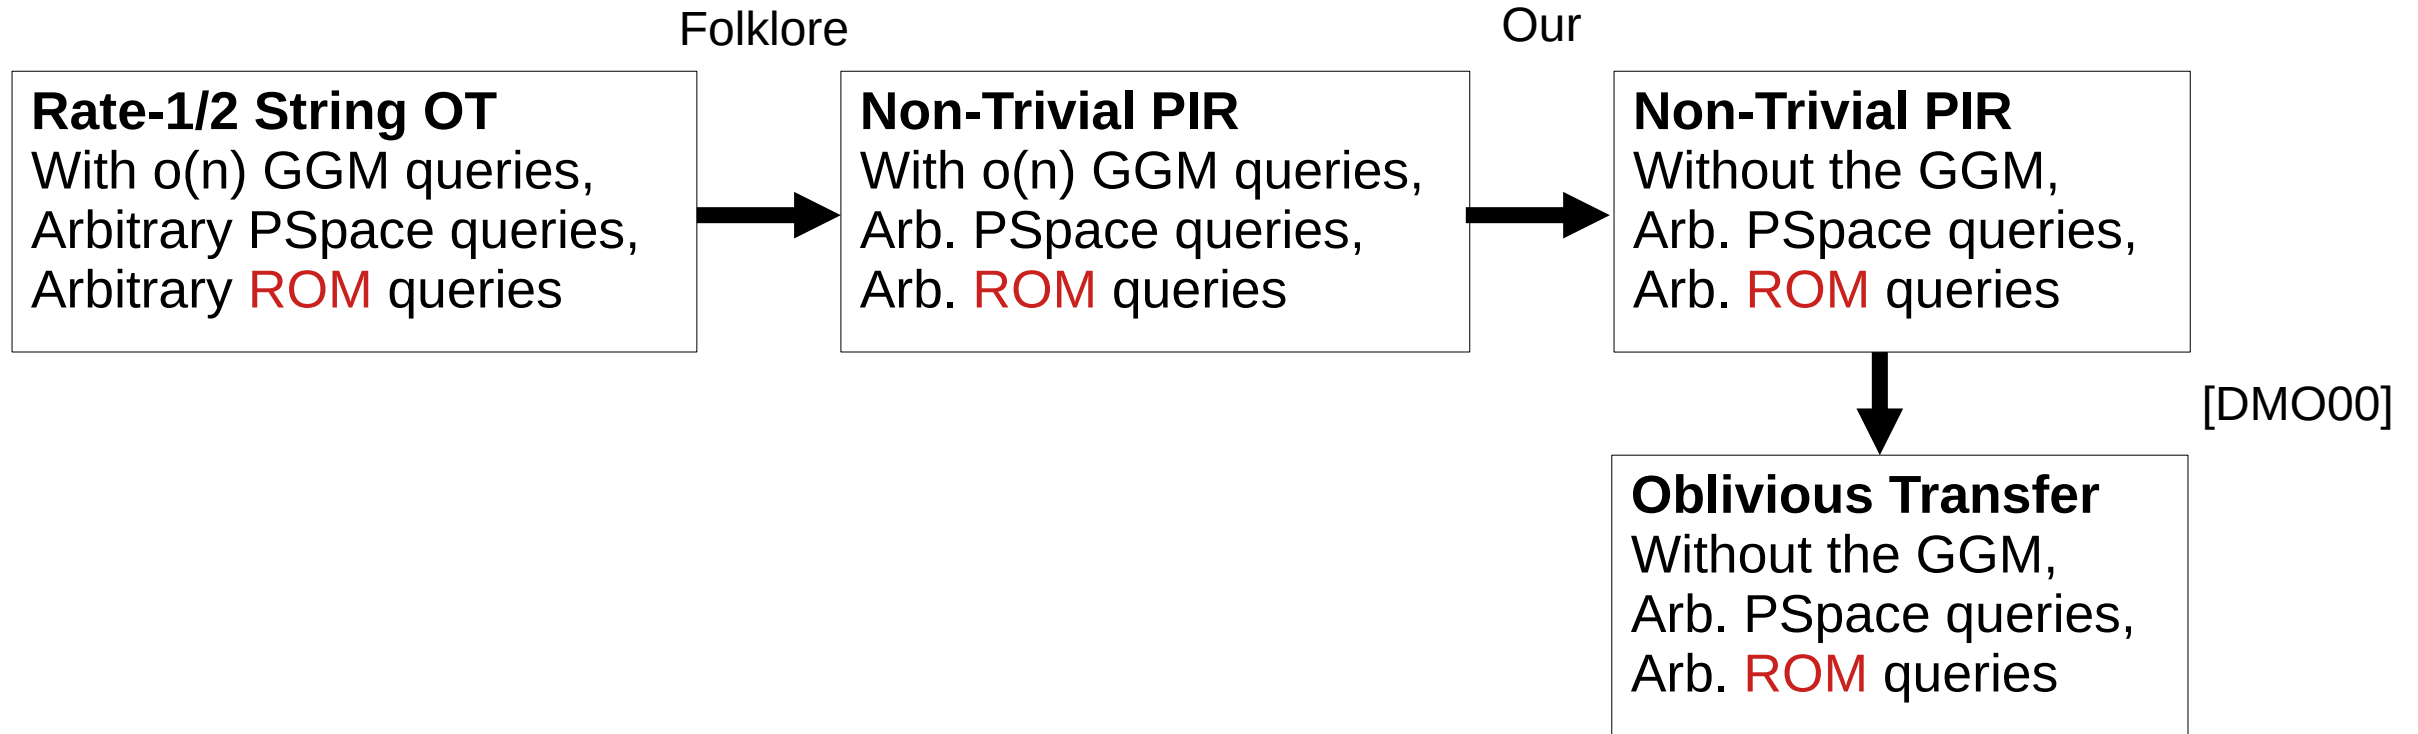 Folklore
Our
Rate-1/2 String OT
With o(n) GGM queries,
Arbitrary PSpace queries,
Arbitrary ROM queries
Non-Trivial PIR
With o(n) GGM queries,
Arb. PSpace queries,
Arb. ROM queries
Non-Trivial PIR
Without the GGM,
Arb. PSpace queries,
Arb. ROM queries
[DMO00]
Oblivious Transfer
Without the GGM,
Arb. PSpace queries,
Arb. ROM queries